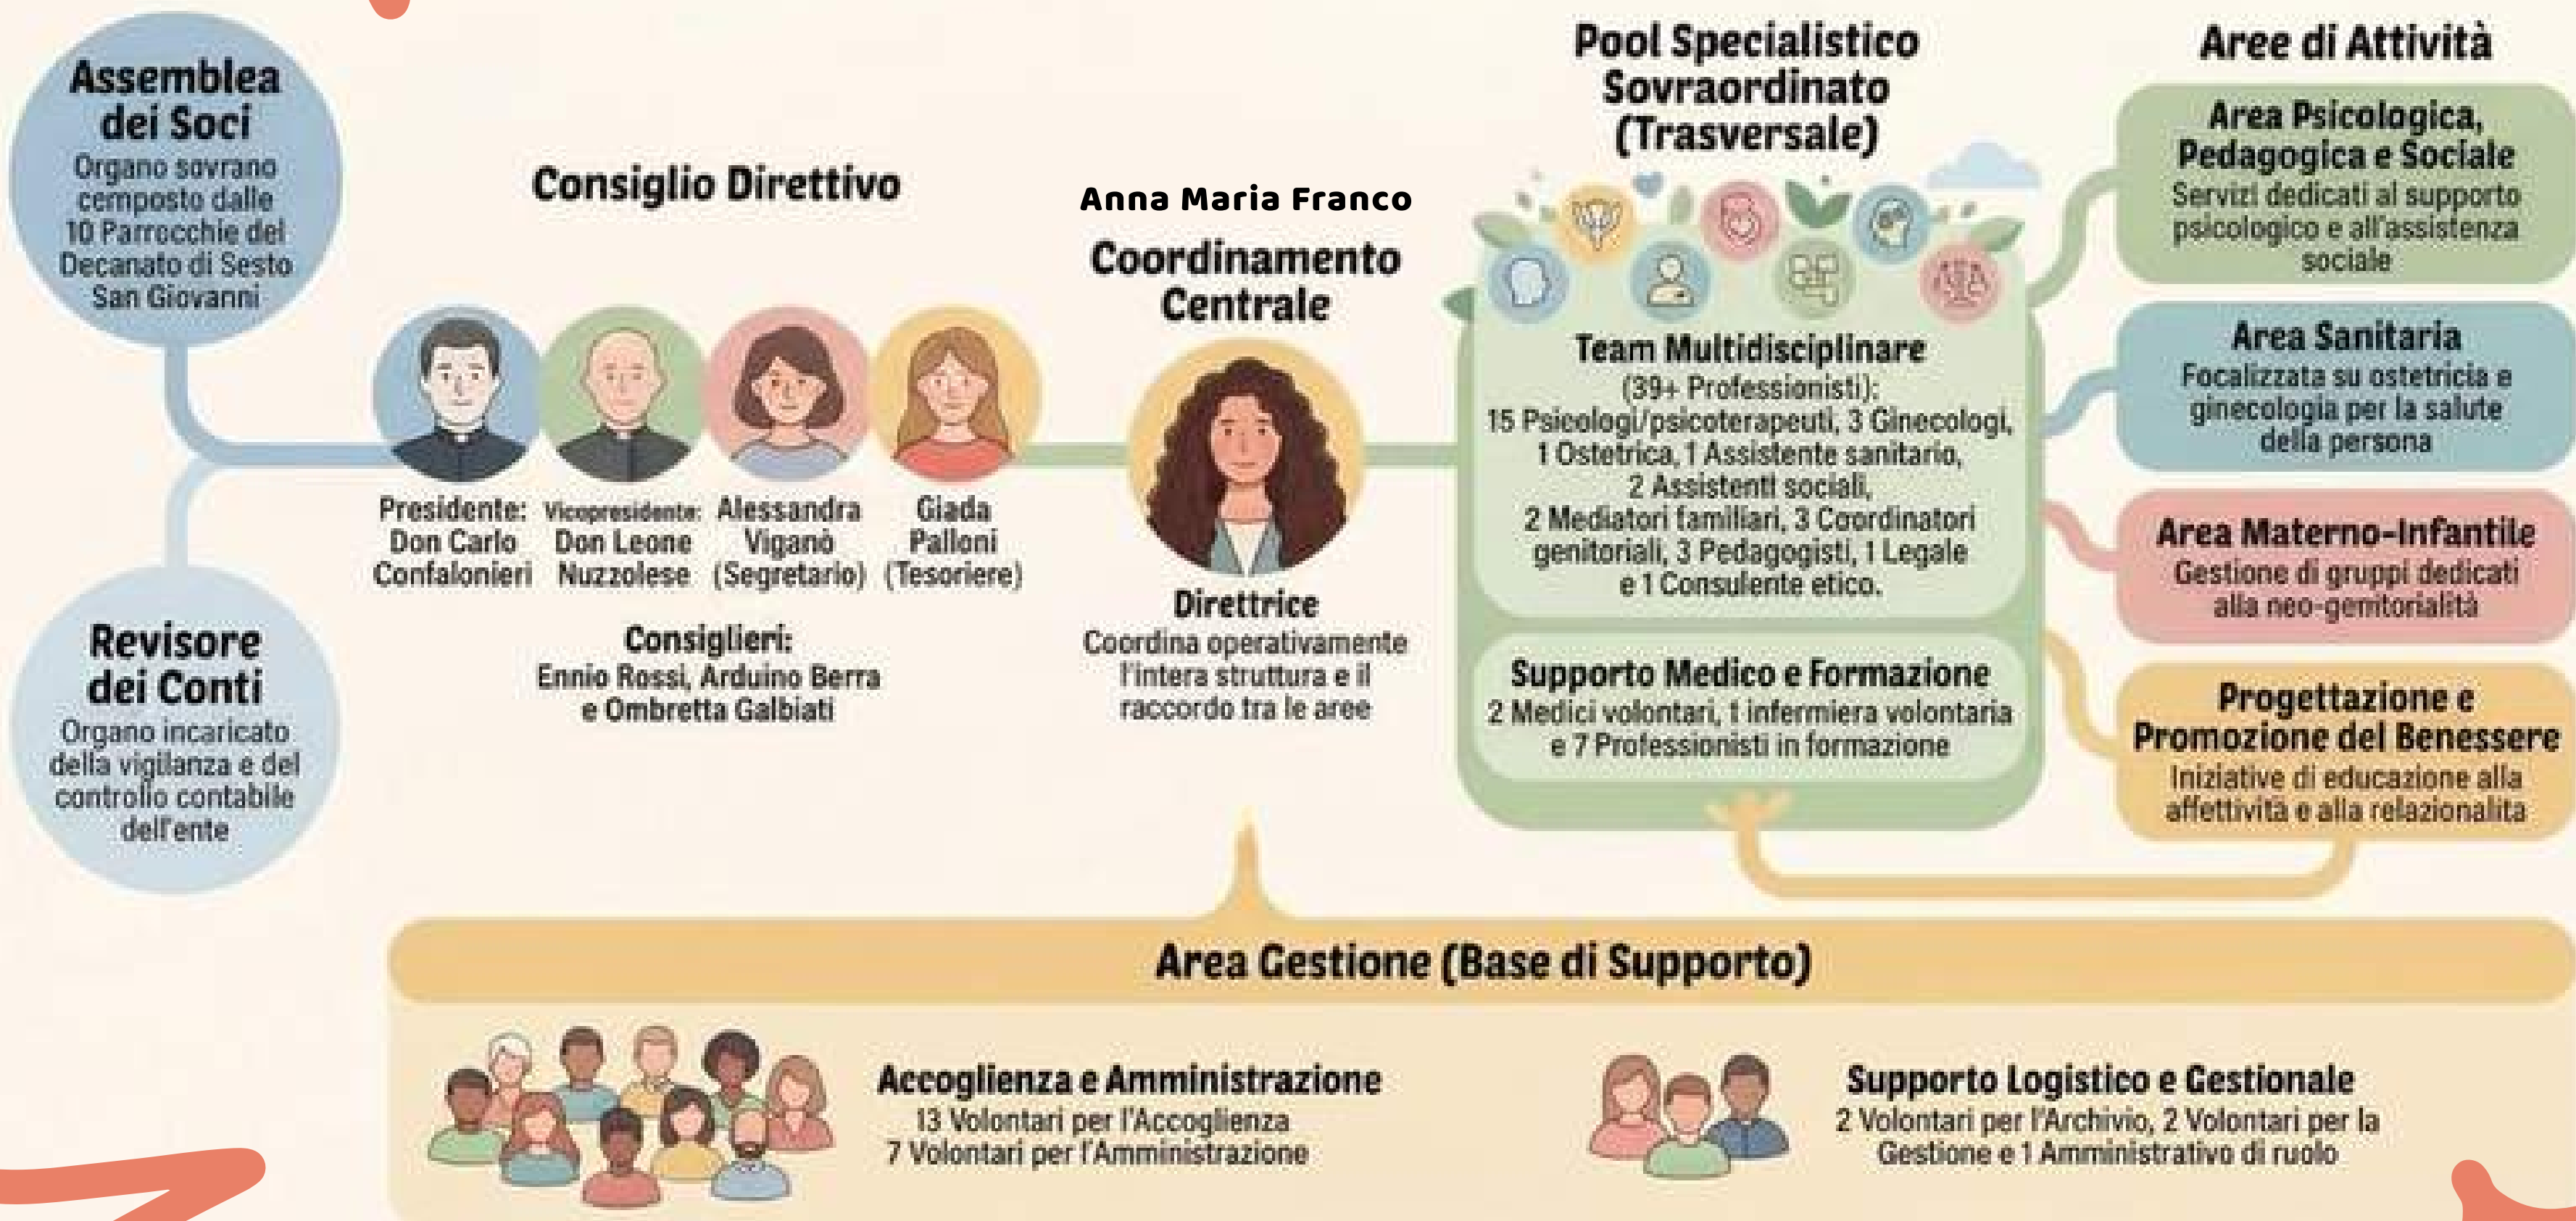 Assemblea
dei Soci
Organo sovrano
cemposto dalle
10 Parrocchie del
Decanato di Sesto
San Giovanni
Revisore
dei Conti
Organo incaricato
della vigilanza e del
controllo contabile
dell'ente
Consiglio Direttivo
Presidente:
Don Carlo
Confalonieri
Vicopresidente:
Don Leone
Nuzzolese
Alessandra
Viganò
(Segretario)
Giada
Palloni
(Tesoriere)
Consiglieri:
Ennio Rossi, Arduino Berra
e Ombretta Galbiati
Anna Maria Franco
Coordinamento
Centrale
Direttrice
Coordina operativamente
l'intera struttura e il
raccordo tra le aree
Pool Specialistico
Sovraordinato
(Trasversale)
Team Multidisciplinare
(39+ Professionisti):
15 Psicologi/psicoterapeuti, 3 Ginecologi,
1 Ostetrica, 1 Assistente sanitario,
2 Assistenti sociali,
2 Mediatori familiari, 3 Coordinatori
genitoriali, 3 Pedagogisti, 1 Legale
e 1 Consulente etico.
Supporto Medico e Formazione
2 Medici volontari, 1 infermiera volontaria
e 7 Professionisti in formazione
Aree di Attività
Area Psicologica,
Pedagogica e Sociale
Servizi dedicati al supporto
psicologico e all'assistenza
sociale
Area Sanitaria
Focalizzata su ostetricia e
ginecologia per la salute
della persona
Area Materno-Infantile
Gestione di gruppi dedicati
alla neo-genitorialità
Progettazione e
Promozione del Benessere
Iniziative di educazione alla
affettività e alla relazionalita
Area Gestione (Base di Supporto)
Accoglienza e Amministrazione
13 Volontari per l'Accoglienza
7 Volontari per l'Amministrazione
Supporto Logistico e Gestionale
2 Volontari per l'Archivio, 2 Volontari per la
Gestione e 1 Amministrativo di ruolo